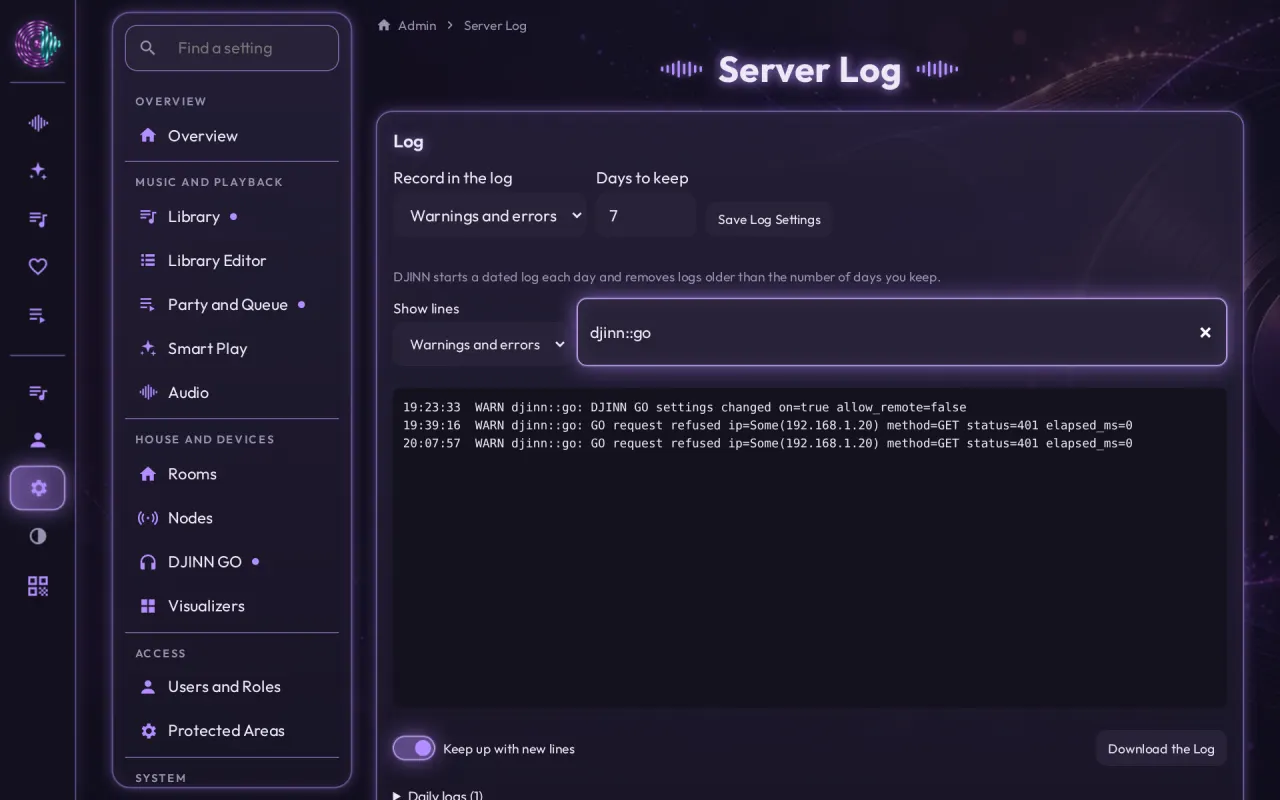 Find a setting
OVERVIEW
Overview
MUSIC AND PLAYBACK
Library
Library Editor
Party and Queue
Smart Play
Audio
HOUSE AND DEVICES
Rooms
Nodes
DJINN GO
Visualizers
ACCESS
Users and Roles
Protected Areas
SYSTEM
Admin > Server Log
Server Log
Log
Record in the log
Days to keep
Warnings and errors
7
Save Log Settings
DJINN starts a dated log each day and removes logs older than the number of days you keep.
Show lines
Warnings and errors
djinn::go
19:23:33 WARN djinn::go: DJINN GO settings changed on=true allow_remote=false
19:39:16 WARN djinn::go: GO request refused ip=Some(192.168.1.20) method=GET status=401 elapsed_ms=0
20:07:57 WARN djinn::go: GO request refused ip=Some(192.168.1.20) method=GET status=401 elapsed_ms=0
Keep up with new lines
Download the Log
Daily logs (1)